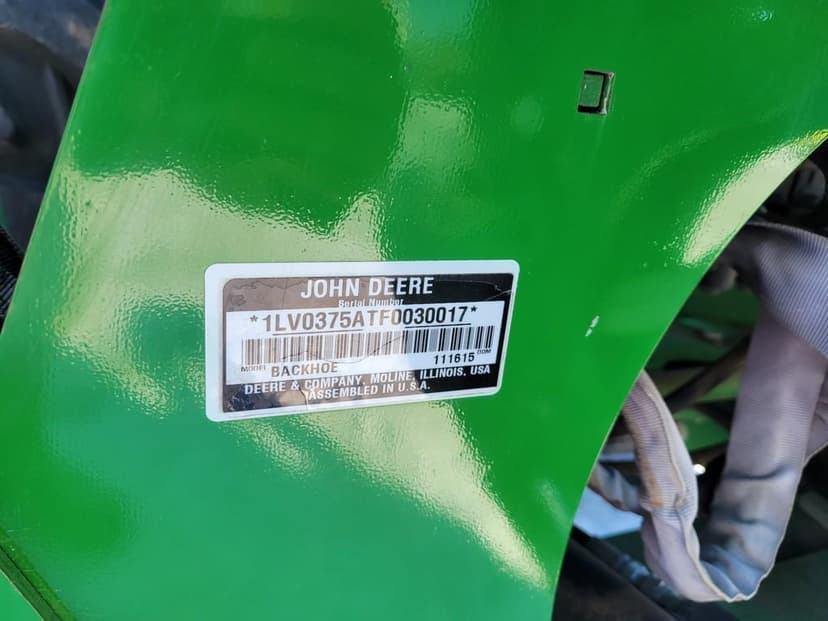 JOHN DEERE
Serial Number
*1LV0375ATF0030017*
MODEL BACKHOE 111615 DOM
DEERE & COMPANY, MOLINE, ILLINOIS, USA
ASSEMBLED IN U.S.A.